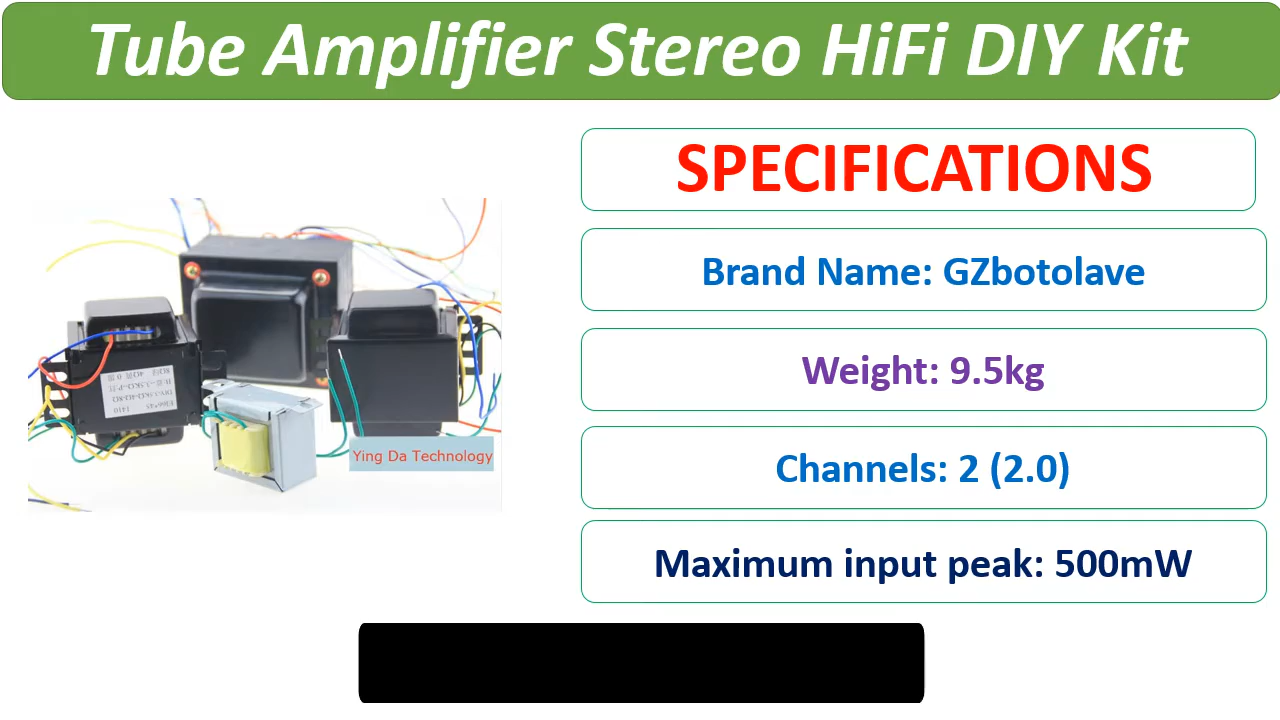 Tube Amplifier Stereo HiFi DIY Kit
SPECIFICATIONS
Brand Name: GZbotolave
Weight: 9.5kg
Channels: 2 (2.0)
Maximum input peak: 500mW
Ying Da Technology
1410